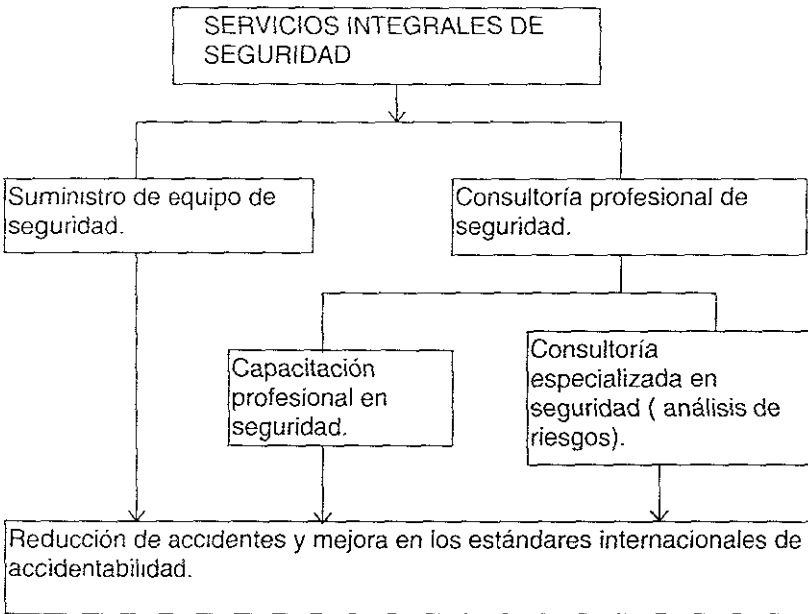 SERVICIOS INTEGRALES DE
SEGURIDAD
Suministro de equipo de
seguridad.
Consultoría profesional de
seguridad.
Capacitación
profesional en
seguridad.
Consultoría
especializada en
seguridad ( análisis de
riesgos).
Reducción de accidentes y mejora en los estándares internacionales de
accidentabilidad.